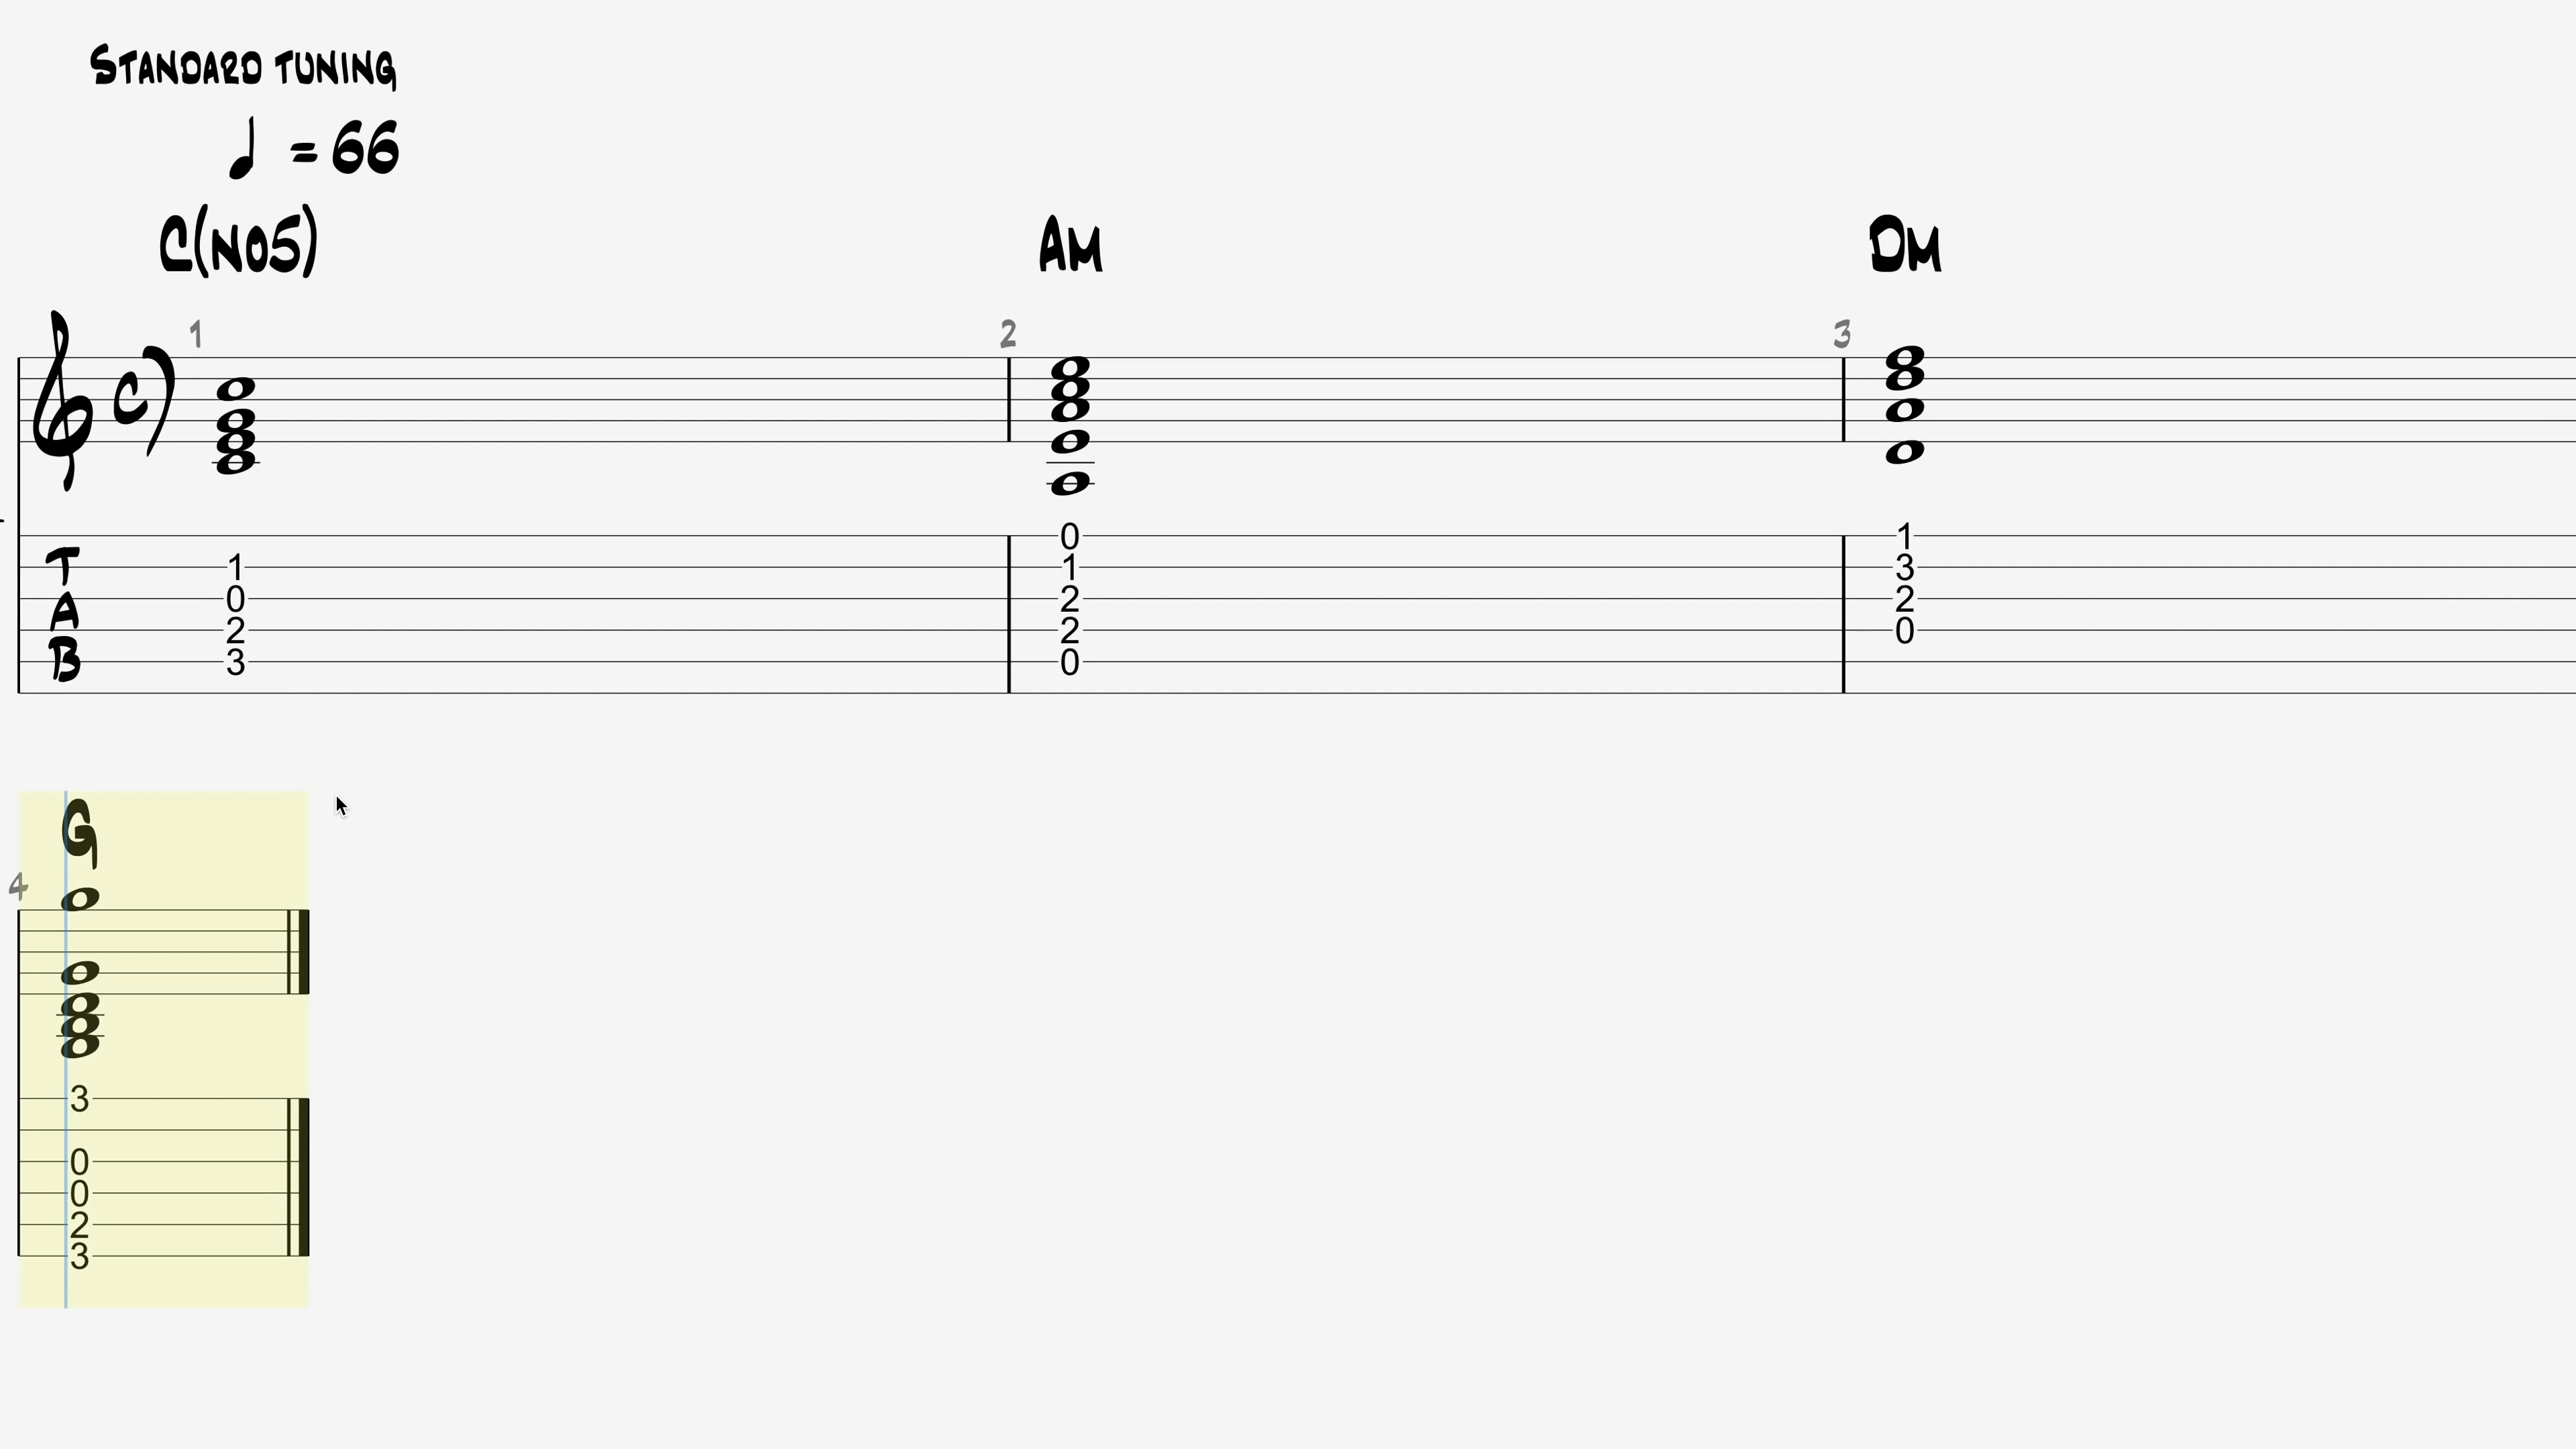 STANDARD TUNING
= 66
C(NO5) AM DM
1 2 3
0 1
T 1 1 3
A 0 2 2
2 2 0
B 3 0
G
4
3
0
0
2
3